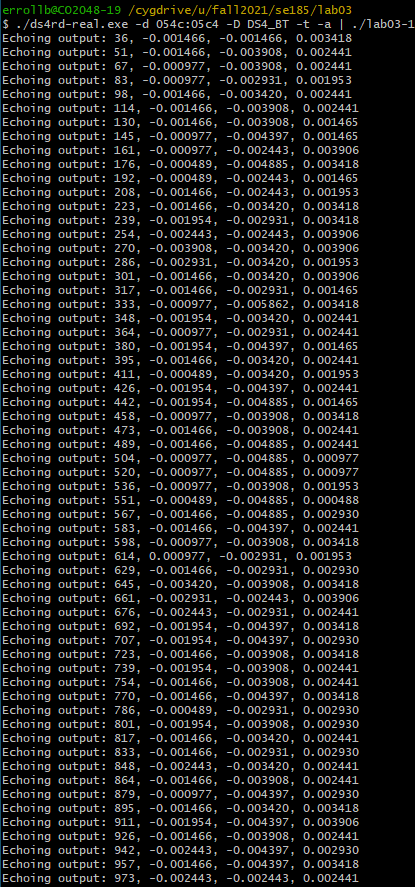 errollb@CO2048-19 /cygdrive/u/fall2021/se185/lab03
$ ./ds4rd-real.exe -d 054c:05c4 -D DS4_BT -t -a | ./lab03-1
Echoing output: 36, -0.001466, -0.001466, 0.003418
Echoing output: 51, -0.001466, -0.003908, 0.002441
Echoing output: 67, -0.000977, -0.003908, 0.002441
Echoing output: 83, -0.000977, -0.002931, 0.001953
Echoing output: 98, -0.001466, -0.003420, 0.002441
Echoing output: 114, -0.001466, -0.003908, 0.002441
Echoing output: 130, -0.001466, -0.003908, 0.001465
Echoing output: 145, -0.000977, -0.004397, 0.001465
Echoing output: 161, -0.000977, -0.002443, 0.003906
Echoing output: 176, -0.000489, -0.004885, 0.003418
Echoing output: 192, -0.000489, -0.002443, 0.001465
Echoing output: 208, -0.001466, -0.002443, 0.001953
Echoing output: 223, -0.001466, -0.003420, 0.003418
Echoing output: 239, -0.001954, -0.002931, 0.003418
Echoing output: 254, -0.002443, -0.002443, 0.003906
Echoing output: 270, -0.003908, -0.003420, 0.003906
Echoing output: 286, -0.002931, -0.003420, 0.001953
Echoing output: 301, -0.001466, -0.003420, 0.003906
Echoing output: 317, -0.001466, -0.002931, 0.001465
Echoing output: 333, -0.000977, -0.005862, 0.003418
Echoing output: 348, -0.001954, -0.003420, 0.002441
Echoing output: 364, -0.000977, -0.002931, 0.002441
Echoing output: 380, -0.001954, -0.004397, 0.001465
Echoing output: 395, -0.001466, -0.003420, 0.002441
Echoing output: 411, -0.000489, -0.003420, 0.001953
Echoing output: 426, -0.001954, -0.004397, 0.002441
Echoing output: 442, -0.001954, -0.004885, 0.001465
Echoing output: 458, -0.000977, -0.003908, 0.003418
Echoing output: 473, -0.001466, -0.003908, 0.002441
Echoing output: 489, -0.001466, -0.004885, 0.002441
Echoing output: 504, -0.000977, -0.004885, 0.000977
Echoing output: 520, -0.000977, -0.004885, 0.000977
Echoing output: 536, -0.000977, -0.003908, 0.001953
Echoing output: 551, -0.000489, -0.004885, 0.000488
Echoing output: 567, -0.001466, -0.004885, 0.002930
Echoing output: 583, -0.001466, -0.004397, 0.002441
Echoing output: 598, -0.000977, -0.003908, 0.003418
Echoing output: 614, 0.000977, -0.002931, 0.001953
Echoing output: 629, -0.001466, -0.002931, 0.002930
Echoing output: 645, -0.003420, -0.003908, 0.003418
Echoing output: 661, -0.002931, -0.002443, 0.003906
Echoing output: 676, -0.002443, -0.002931, 0.002441
Echoing output: 692, -0.001954, -0.004397, 0.003418
Echoing output: 707, -0.001954, -0.004397, 0.002930
Echoing output: 723, -0.001466, -0.003908, 0.003418
Echoing output: 739, -0.001954, -0.003908, 0.002441
Echoing output: 754, -0.001466, -0.003908, 0.002441
Echoing output: 770, -0.001466, -0.004397, 0.003418
Echoing output: 786, -0.000489, -0.002931, 0.002930
Echoing output: 801, -0.001954, -0.003908, 0.002930
Echoing output: 817, -0.001466, -0.003420, 0.002441
Echoing output: 833, -0.001466, -0.002931, 0.002930
Echoing output: 848, -0.002443, -0.003420, 0.002441
Echoing output: 864, -0.001466, -0.003908, 0.002441
Echoing output: 879, -0.000977, -0.004397, 0.002930
Echoing output: 895, -0.001466, -0.003420, 0.003418
Echoing output: 911, -0.001954, -0.004397, 0.003906
Echoing output: 926, -0.001466, -0.003908, 0.002441
Echoing output: 942, -0.002443, -0.004397, 0.002930
Echoing output: 957, -0.001466, -0.004397, 0.003418
Echoing output: 973, -0.002443, -0.002443, 0.002441